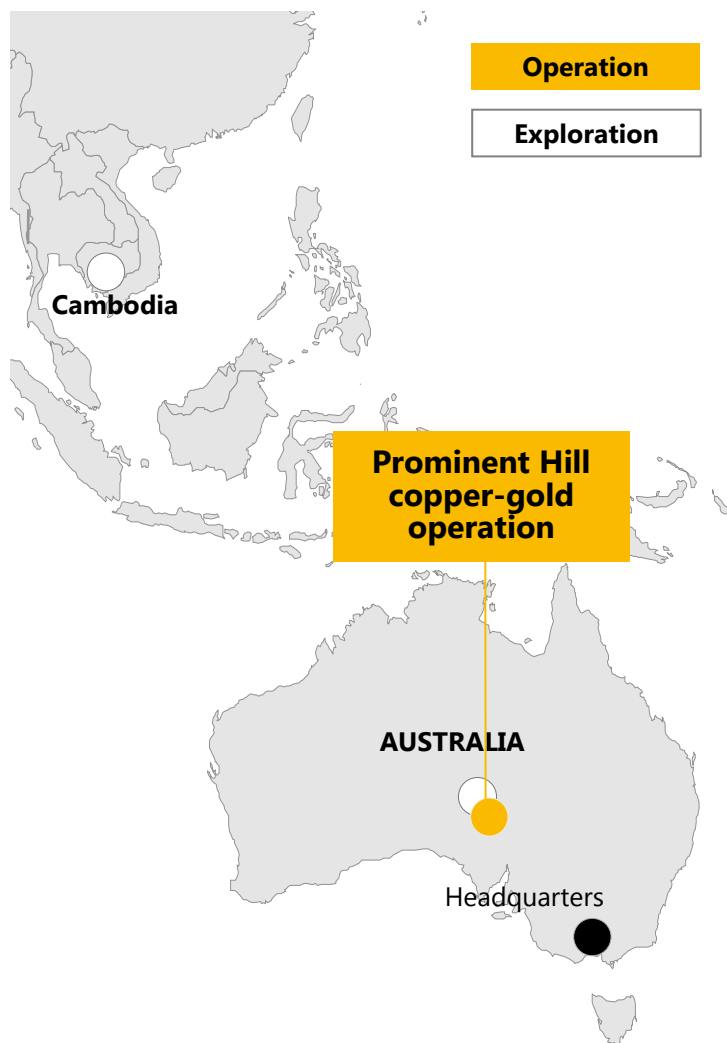 Operation
Exploration
Cambodia
Prominent Hill
copper-gold
operation
AUSTRALIA
Headquarters